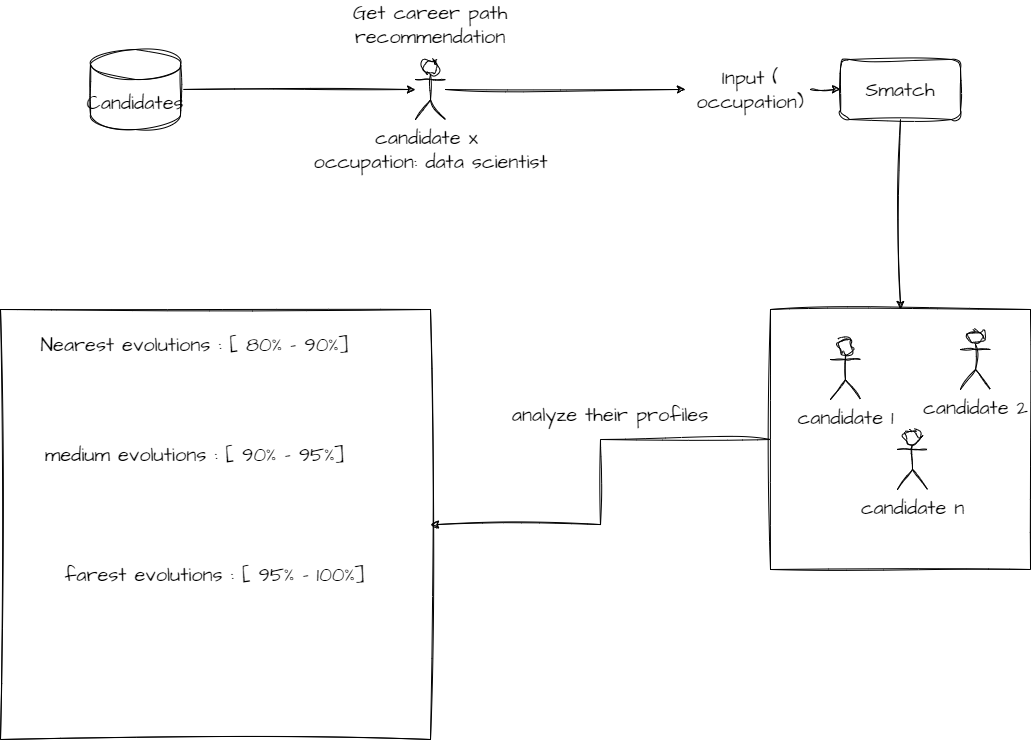 Get career path
recommendation
Candidates
candidate x
occupation: data scientist
Input (
occupation)
Smatch
Nearest evolutions : [ 80% - 90%]
medium evolutions : [ 90% - 95%]
farest evolutions : [ 95% - 100%]
analyze their profiles
candidate 1
candidate 2
candidate n